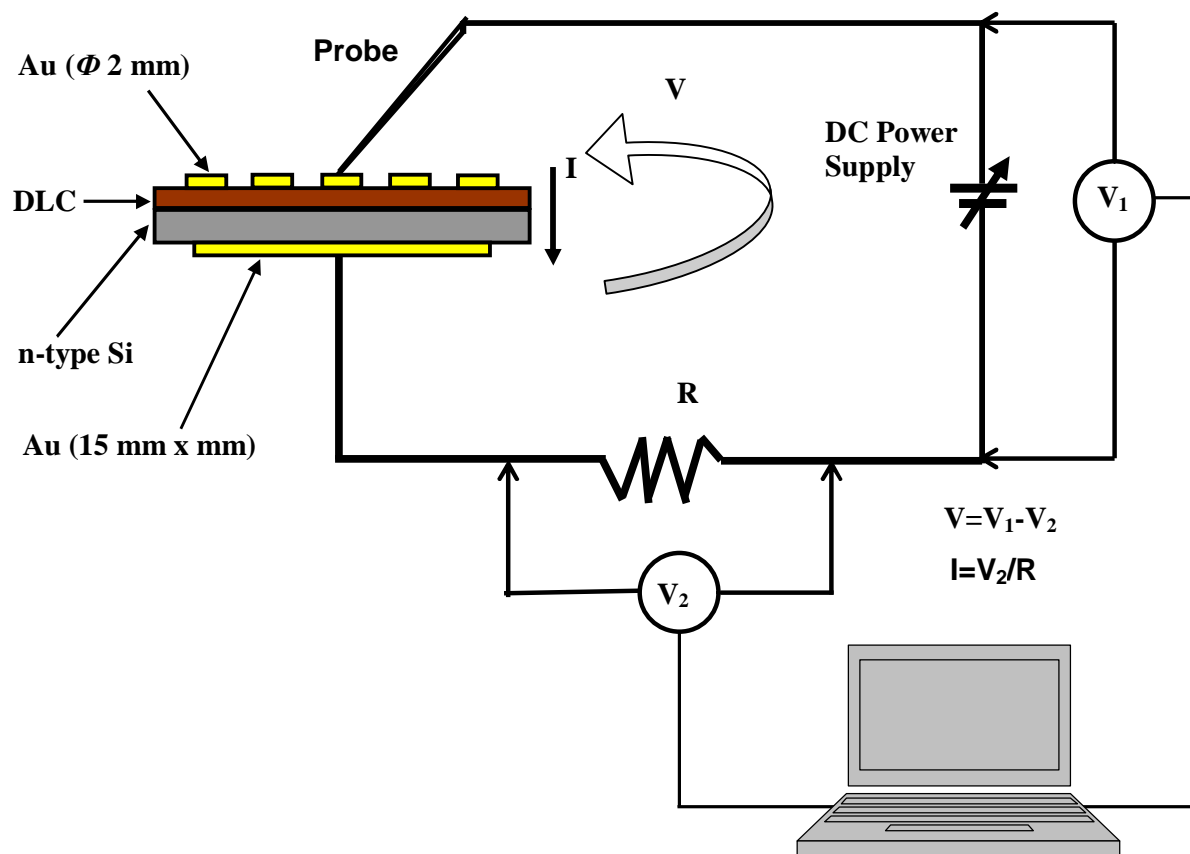 Probe
Au (Φ 2 mm)
V
DC Power
Supply
I
DLC
V₁
n-type Si
R
Au (15 mm x mm)
V=V₁-V₂
I=V₂/R
V₂